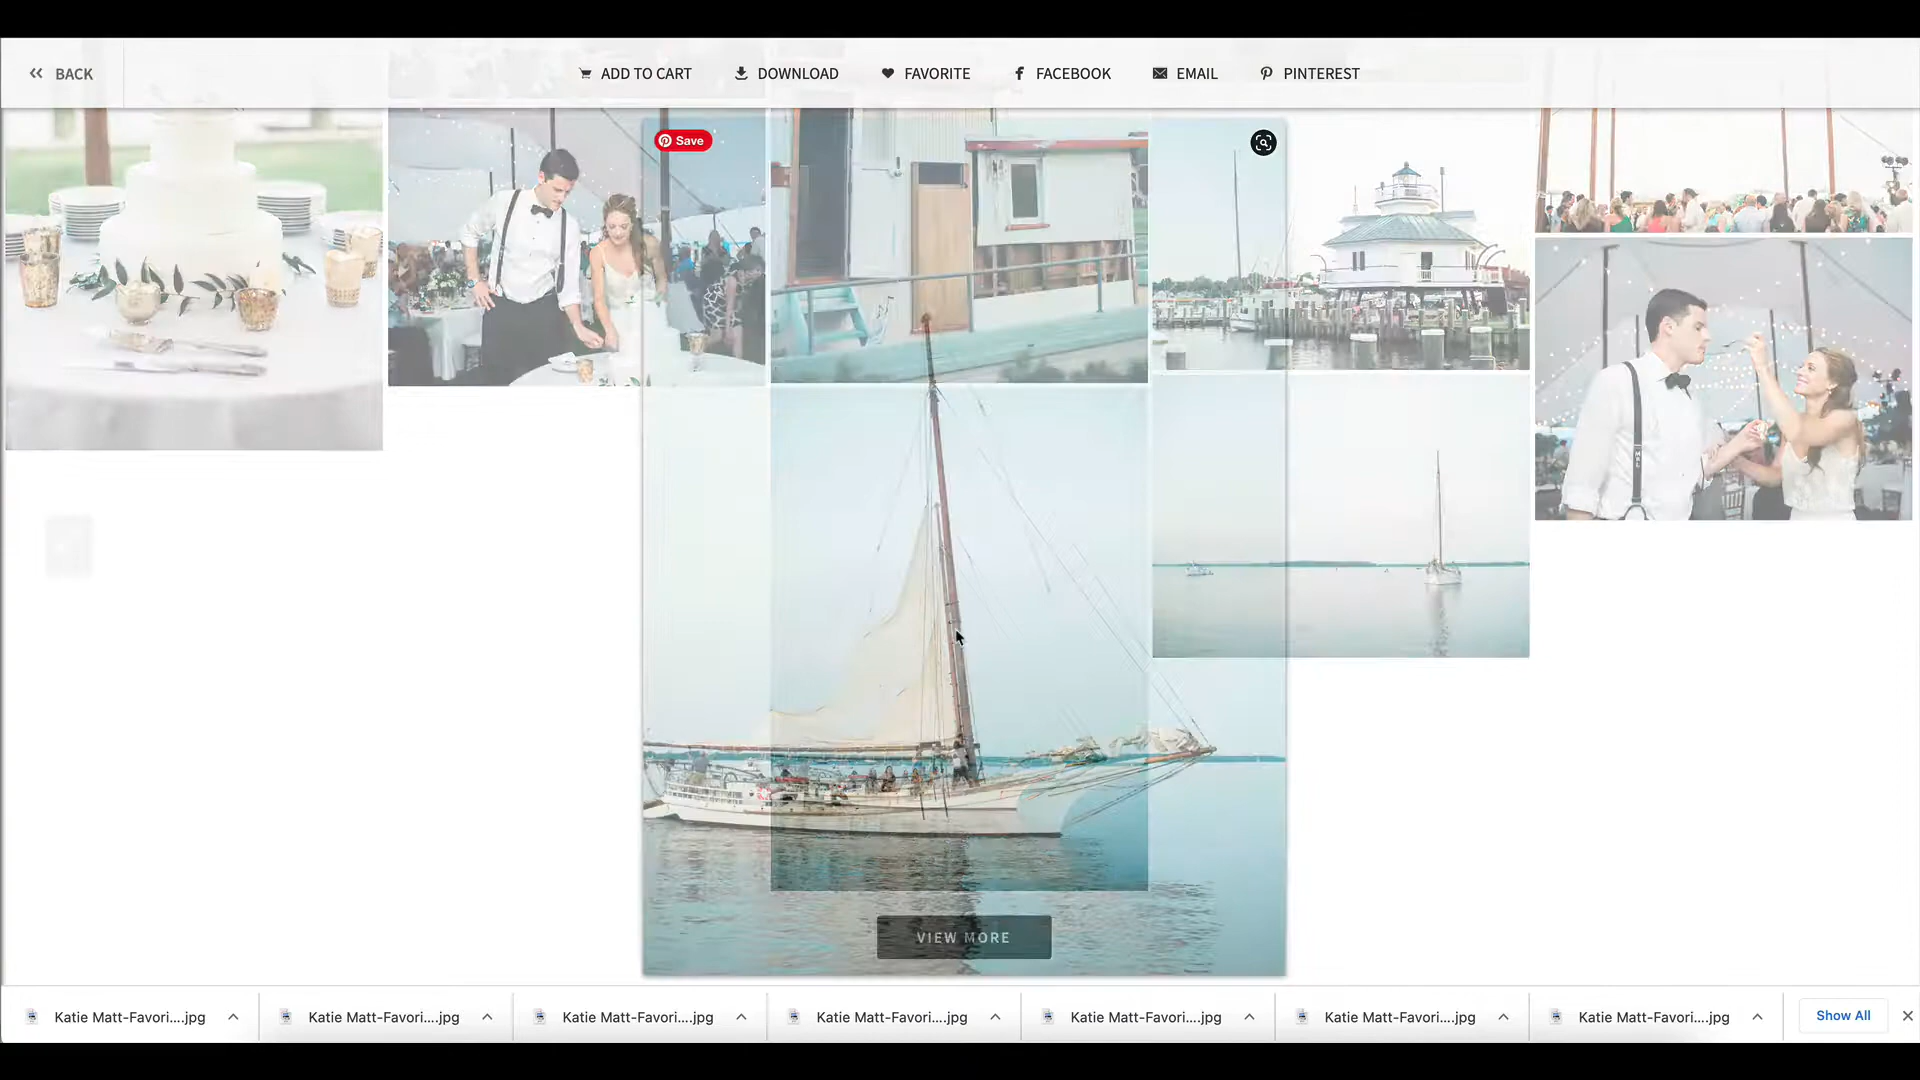 BACK
ADD TO CART
DOWNLOAD
FAVORITE
FACEBOOK
EMAIL
PINTEREST
Save
VIEW MORE
Katie Matt-Favori....jpg
Katie Matt-Favori....jpg
Katie Matt-Favori....jpg
Katie Matt-Favori....jpg
Katie Matt-Favori....jpg
Katie Matt-Favori....jpg
Katie Matt-Favori....jpg
Show All